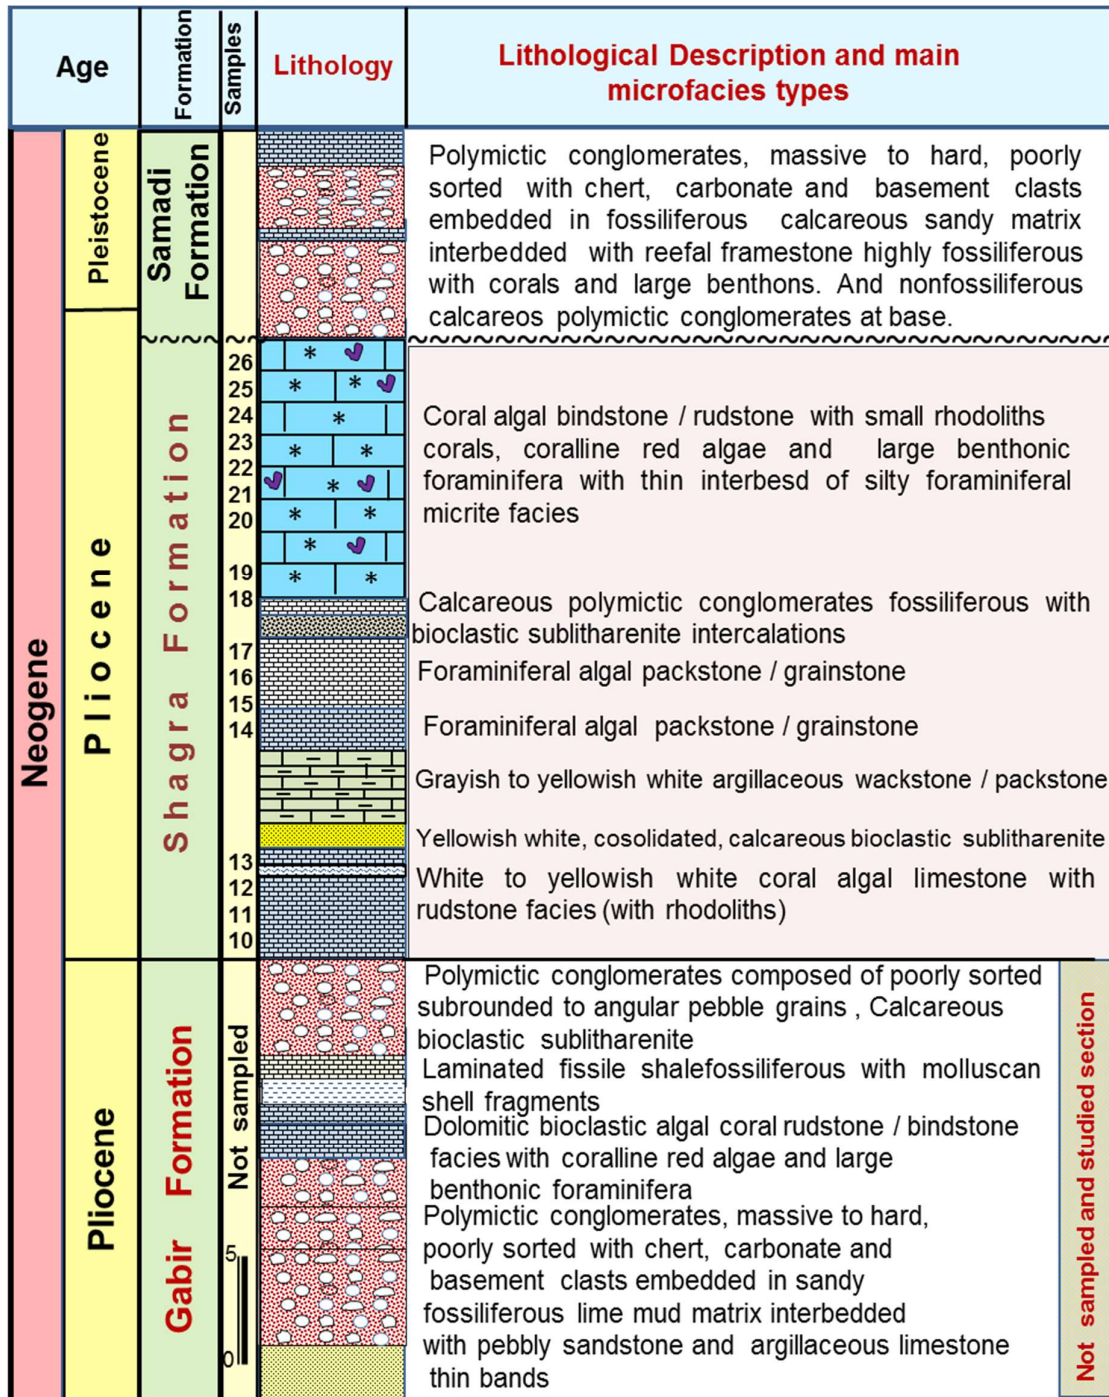 Age
Formation
Samples
Lithology
Lithological Description and main
microfacies types
Neogene
Pleistocene
Samadi
Formation
Polymictic conglomerates, massive to hard, poorly
sorted with chert, carbonate and basement clasts
embedded in fossiliferous calcareous sandy matrix
interbedded with reefal framestone highly fossiliferous
with corals and large benthons. And nonfossiliferous
calcareos polymictic conglomerates at base.
Pliocene
Shagra Formation
26
25
24
23
22
21
20
19
18
17
16
15
14
13
12
11
10
Coral algal bindstone / rudstone with small rhodoliths
corals, coralline red algae and large benthonic
foraminifera with thin interbesd of silty foraminiferal
micrite facies
Calcareous polymictic conglomerates fossiliferous with
bioclastic sublitharenite intercalations
Foraminiferal algal packstone / grainstone
Foraminiferal algal packstone / grainstone
Grayish to yellowish white argillaceous wackstone / packstone
Yellowish white, cosolidated, calcareous bioclastic sublitharenite
White to yellowish white coral algal limestone with
rudstone facies (with rhodoliths)
Pliocene
Gabir Formation
Not sampled
5
0
Polymictic conglomerates composed of poorly sorted
subrounded to angular pebble grains , Calcareous
bioclastic sublitharenite
Laminated fissile shalefossiliferous with molluscan
shell fragments
Dolomitic bioclastic algal coral rudstone / bindstone
facies with coralline red algae and large
benthonic foraminifera
Polymictic conglomerates, massive to hard,
poorly sorted with chert, carbonate and
basement clasts embedded in sandy
fossiliferous lime mud matrix interbedded
with pebbly sandstone and argillaceous limestone
thin bands
Not sampled and studied section